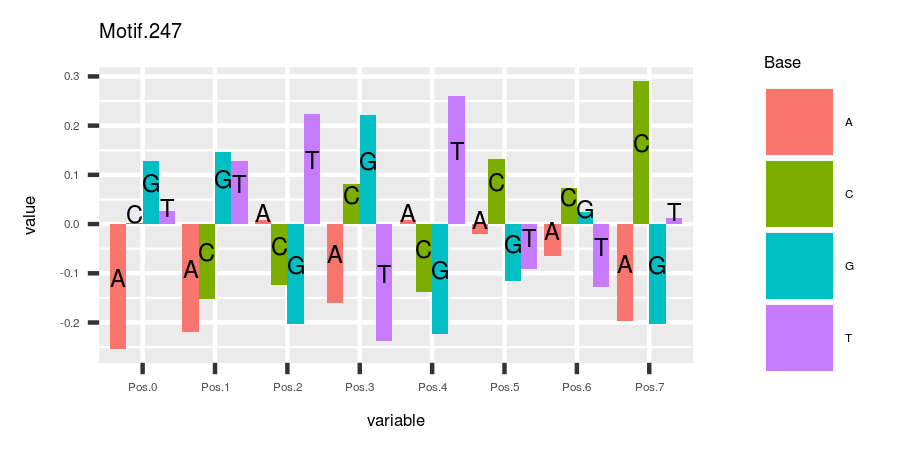 Motif.247
Base
A
C
G
T
value
0.3
0.2
0.1
0.0
-0.1
-0.2
A C G T
A C G T
A C G T
A C G T
A C G T
A C G T
A C G T
A C G T
Pos.0 Pos.1 Pos.2 Pos.3 Pos.4 Pos.5 Pos.6 Pos.7
variable